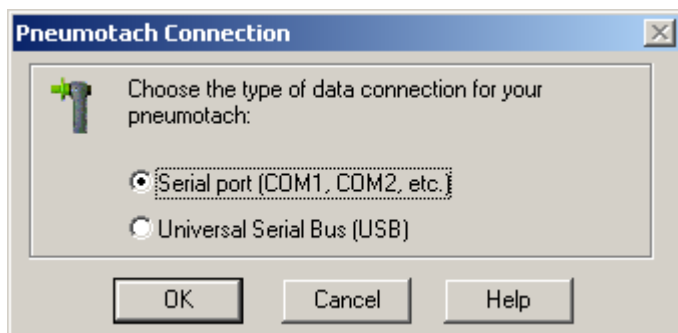 Pneumotach Connection
Choose the type of data connection for your
pneumotach:
Serial port (COM1, COM2, etc.)
Universal Serial Bus (USB)
OK Cancel Help